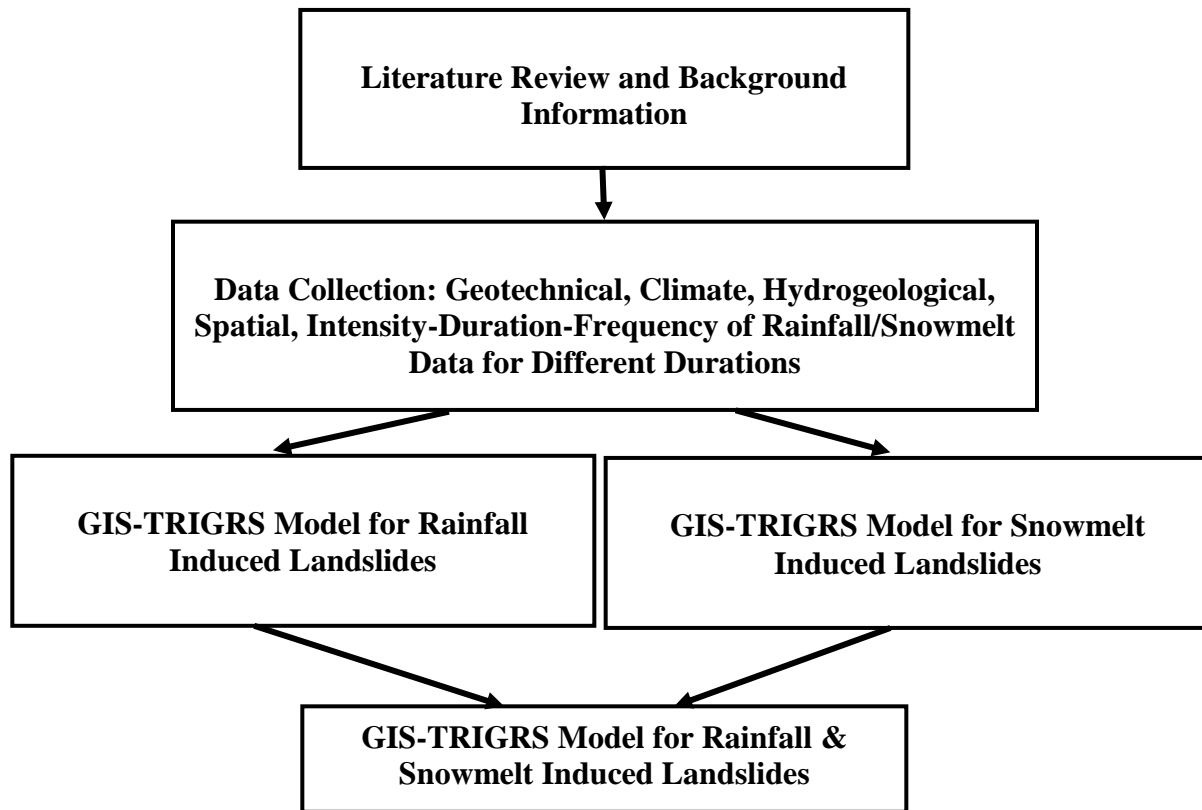 Literature Review and Background
Information
Data Collection: Geotechnical, Climate, Hydrogeological,
Spatial, Intensity-Duration-Frequency of Rainfall/Snowmelt
Data for Different Durations
GIS-TRIGRS Model for Rainfall
Induced Landslides
GIS-TRIGRS Model for Snowmelt
Induced Landslides
GIS-TRIGRS Model for Rainfall &
Snowmelt Induced Landslides